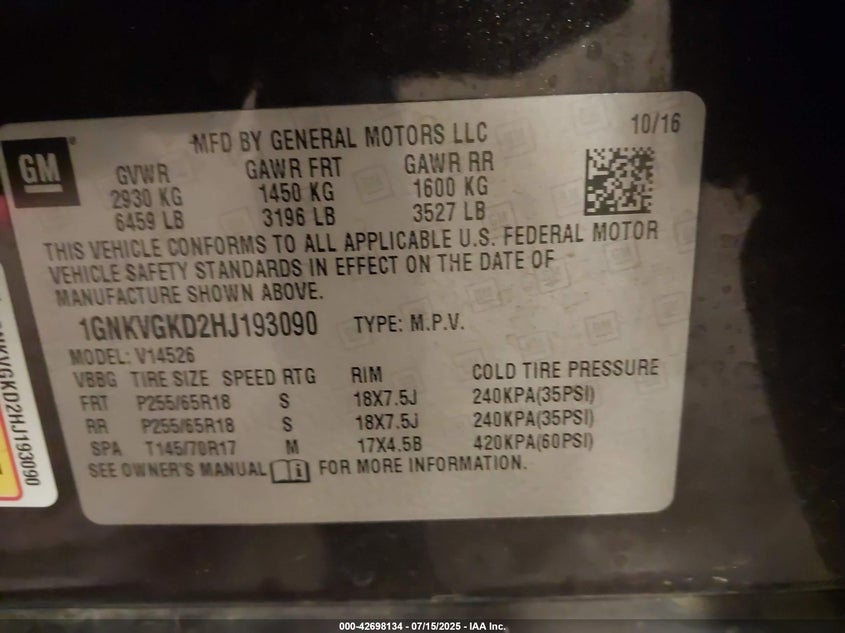 GM
MFD BY GENERAL MOTORS LLC 10/16
GVWR GAWR FRT GAWR RR
2930 KG 1450 KG 1600 KG
6459 LB 3196 LB 3527 LB
THIS VEHICLE CONFORMS TO ALL APPLICABLE U.S. FEDERAL MOTOR
VEHICLE SAFETY STANDARDS IN EFFECT ON THE DATE OF
MANUFACTURE SHOWN ABOVE.
1GNKVGKD2HJ193090 TYPE: M.P.V.
MODEL: V14526
VBBG TIRE SIZE SPEED RTG RIM COLD TIRE PRESSURE
FRT P255/65R18 S 18X7.5J 240KPA(35PSI)
RR P255/65R18 S 18X7.5J 240KPA(35PSI)
SPA T145/70R17 M 17X4.5B 420KPA(60PSI)
SEE OWNER'S MANUAL FOR MORE INFORMATION.
000-42698134 - 07/15/2025 - IAA Inc.